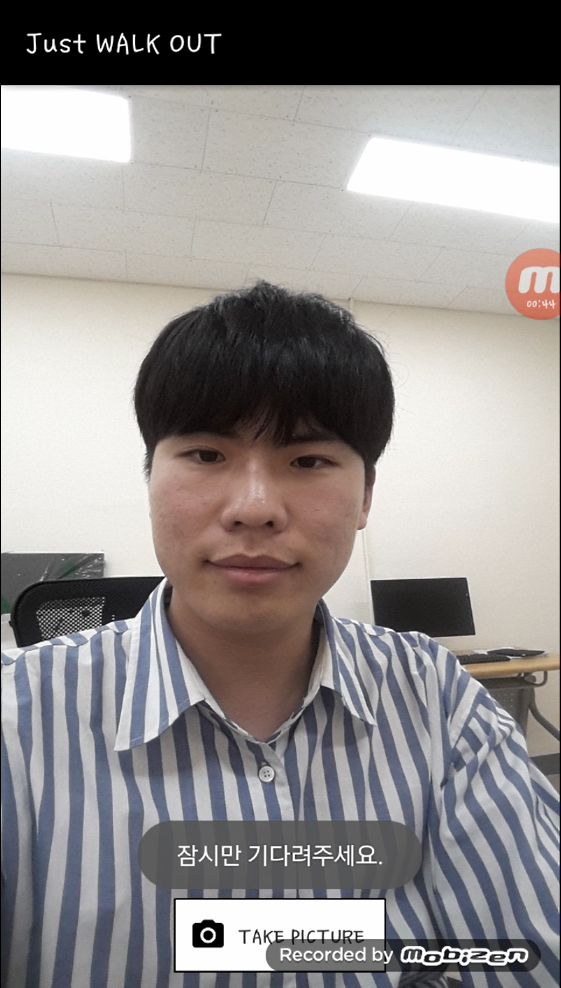 Just WALK OUT
00:44
잠시만 기다려주세요.
TAKE PICTURE
Recorded by mobizen